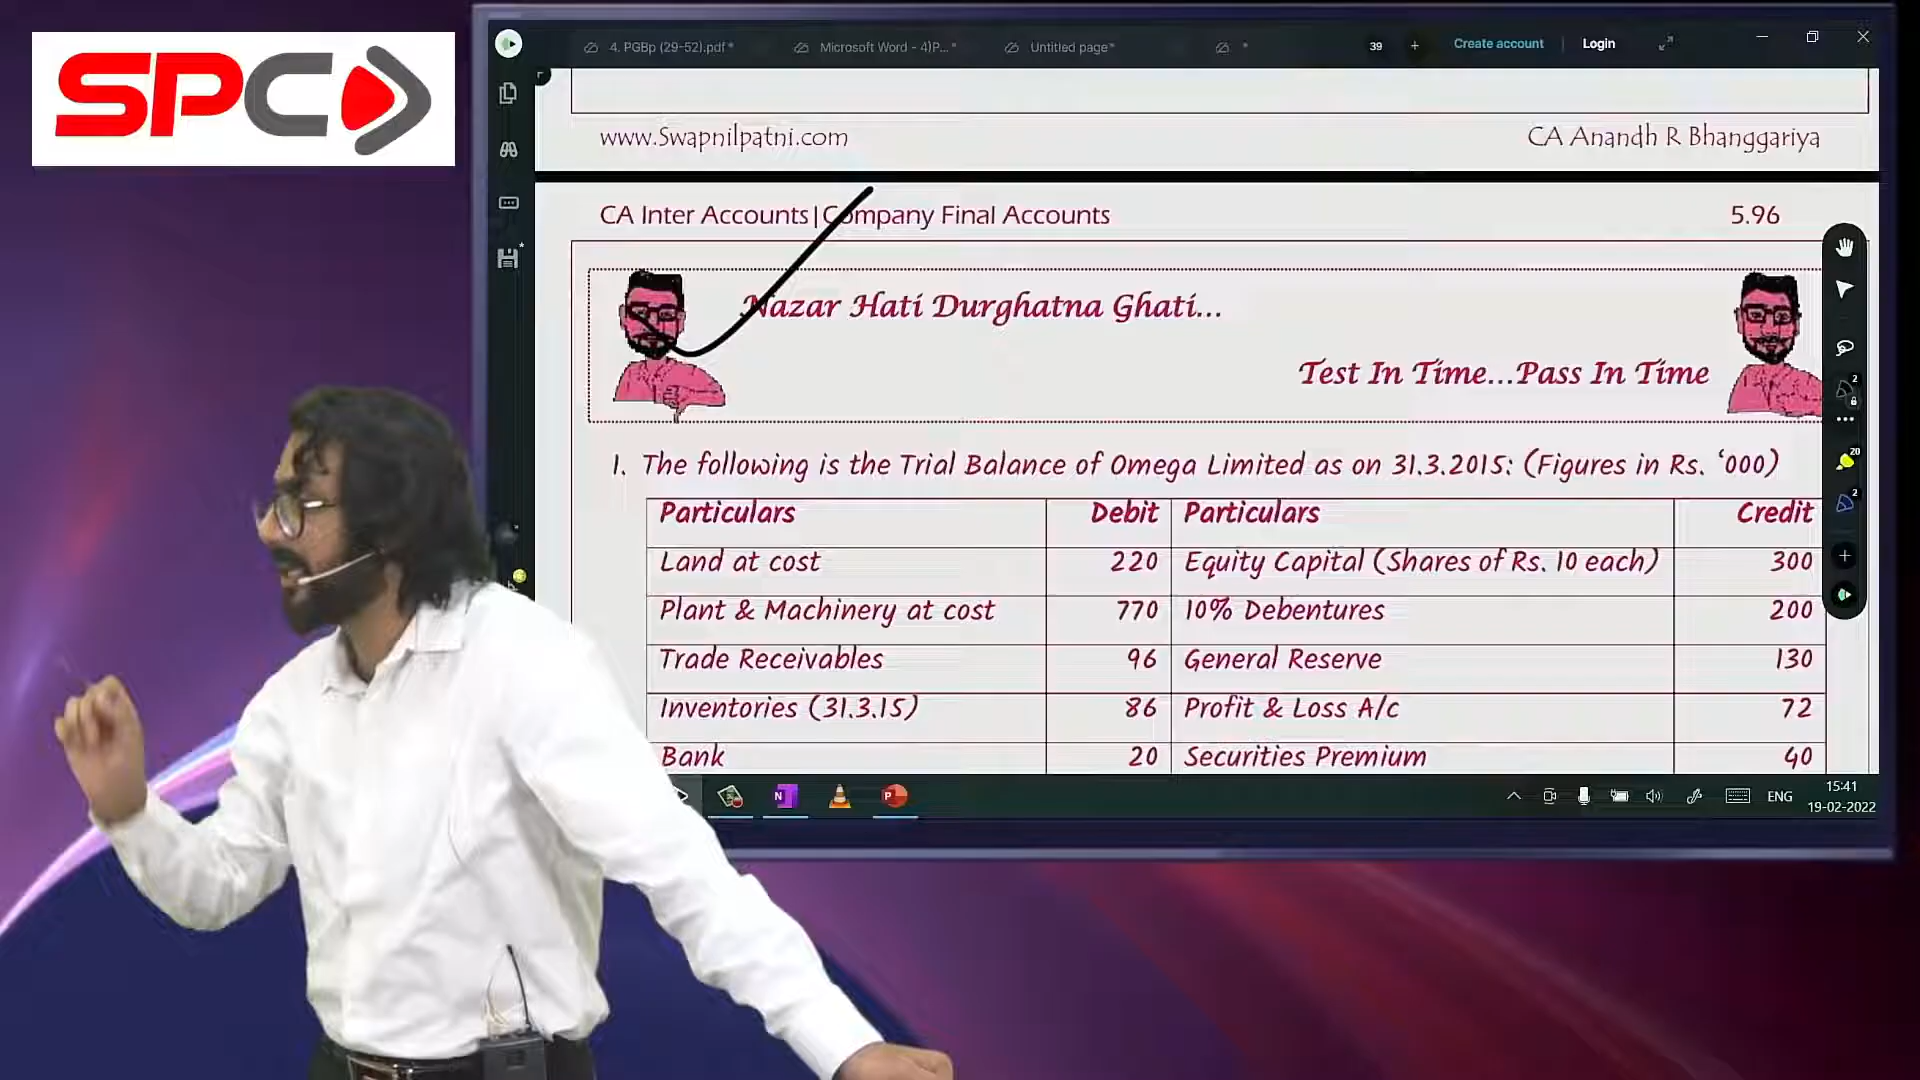 SPC
4. PGBp (29-52).pdf *
Microsoft Word - 4)P... *
Untitled page *
*
39
+
Create account
Login
www.Swapnilpatni.com
CA Anandh R Bhanggariya
CA Inter Accounts|Company Final Accounts
5.96
Nazar Hati Durghatna Ghati...
Test In Time...Pass In Time
1. The following is the Trial Balance of Omega Limited as on 31.3.2015: (Figures in Rs. ‘000)
Particulars Debit Particulars Credit
Land at cost 220 Equity Capital (Shares of Rs. 10 each) 300
Plant & Machinery at cost 770 10% Debentures 200
Trade Receivables 96 General Reserve 130
Inventories (31.3.15) 86 Profit & Loss A/c 72
Bank 20 Securities Premium 40
2
20
2
N
P
ENG
15:41
19-02-2022